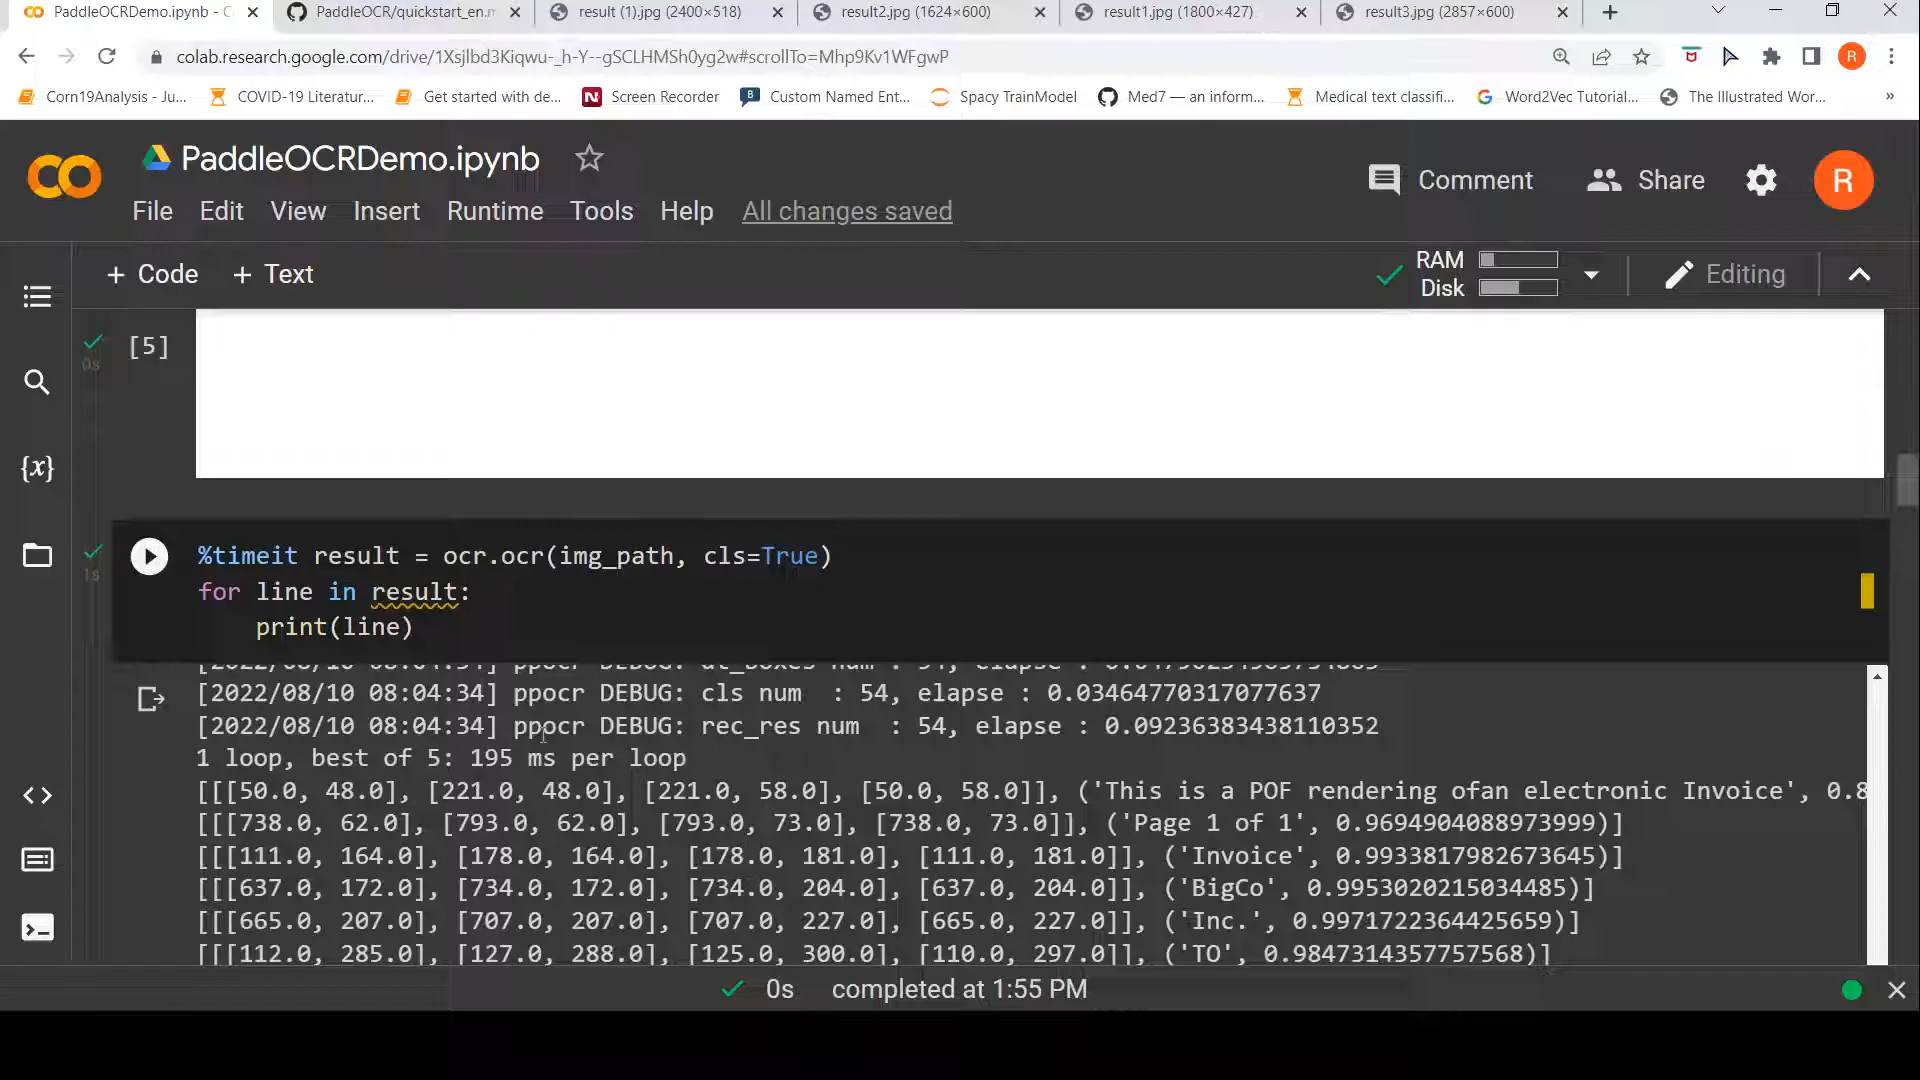 PaddleOCRDemo.ipynb - C
PaddleOCR/quickstart_en.m
result (1).jpg (2400×518)
result2.jpg (1624×600)
result1.jpg (1800×427)
result3.jpg (2857×600)
colab.research.google.com/drive/1Xsjlbd3Kiqwu-_h-Y--gSCLHMSh0yg2w#scrollTo=Mhp9Kv1WFgwP
R
Corn19Analysis - Ju...
COVID-19 Literatur...
Get started with de...
N Screen Recorder
B Custom Named Ent...
Spacy TrainModel
Med7 — an inform...
Medical text classifi...
G Word2Vec Tutorial...
The Illustrated Wor...
»
CO PaddleOCRDemo.ipynb
Comment
Share
R
File Edit View Insert Runtime Tools Help All changes saved
+ Code + Text
RAM
Disk
Editing
[5]
0s
{x}
1s
%timeit result = ocr.ocr(img_path, cls=True)
for line in result:
print(line)
[2022/08/10 08:04:34] ppocr DEBUG: cls num  : 54, elapse : 0.03464770317077637
[2022/08/10 08:04:34] ppocr DEBUG: rec_res num  : 54, elapse : 0.09236383438110352
1 loop, best of 5: 195 ms per loop
[[[50.0, 48.0], [221.0, 48.0], [221.0, 58.0], [50.0, 58.0]], ('This is a POF rendering ofan electronic Invoice', 0.8
[[[738.0, 62.0], [793.0, 62.0], [793.0, 73.0], [738.0, 73.0]], ('Page 1 of 1', 0.9694904088973999)]
[[[111.0, 164.0], [178.0, 164.0], [178.0, 181.0], [111.0, 181.0]], ('Invoice', 0.9933817982673645)]
[[[637.0, 172.0], [734.0, 172.0], [734.0, 204.0], [637.0, 204.0]], ('BigCo', 0.9953020215034485)]
[[[665.0, 207.0], [707.0, 207.0], [707.0, 227.0], [665.0, 227.0]], ('Inc.', 0.9971722364425659)]
[[[112.0, 285.0], [127.0, 288.0], [125.0, 300.0], [110.0, 297.0]], ('TO', 0.9847314357757568)]
0s completed at 1:55 PM